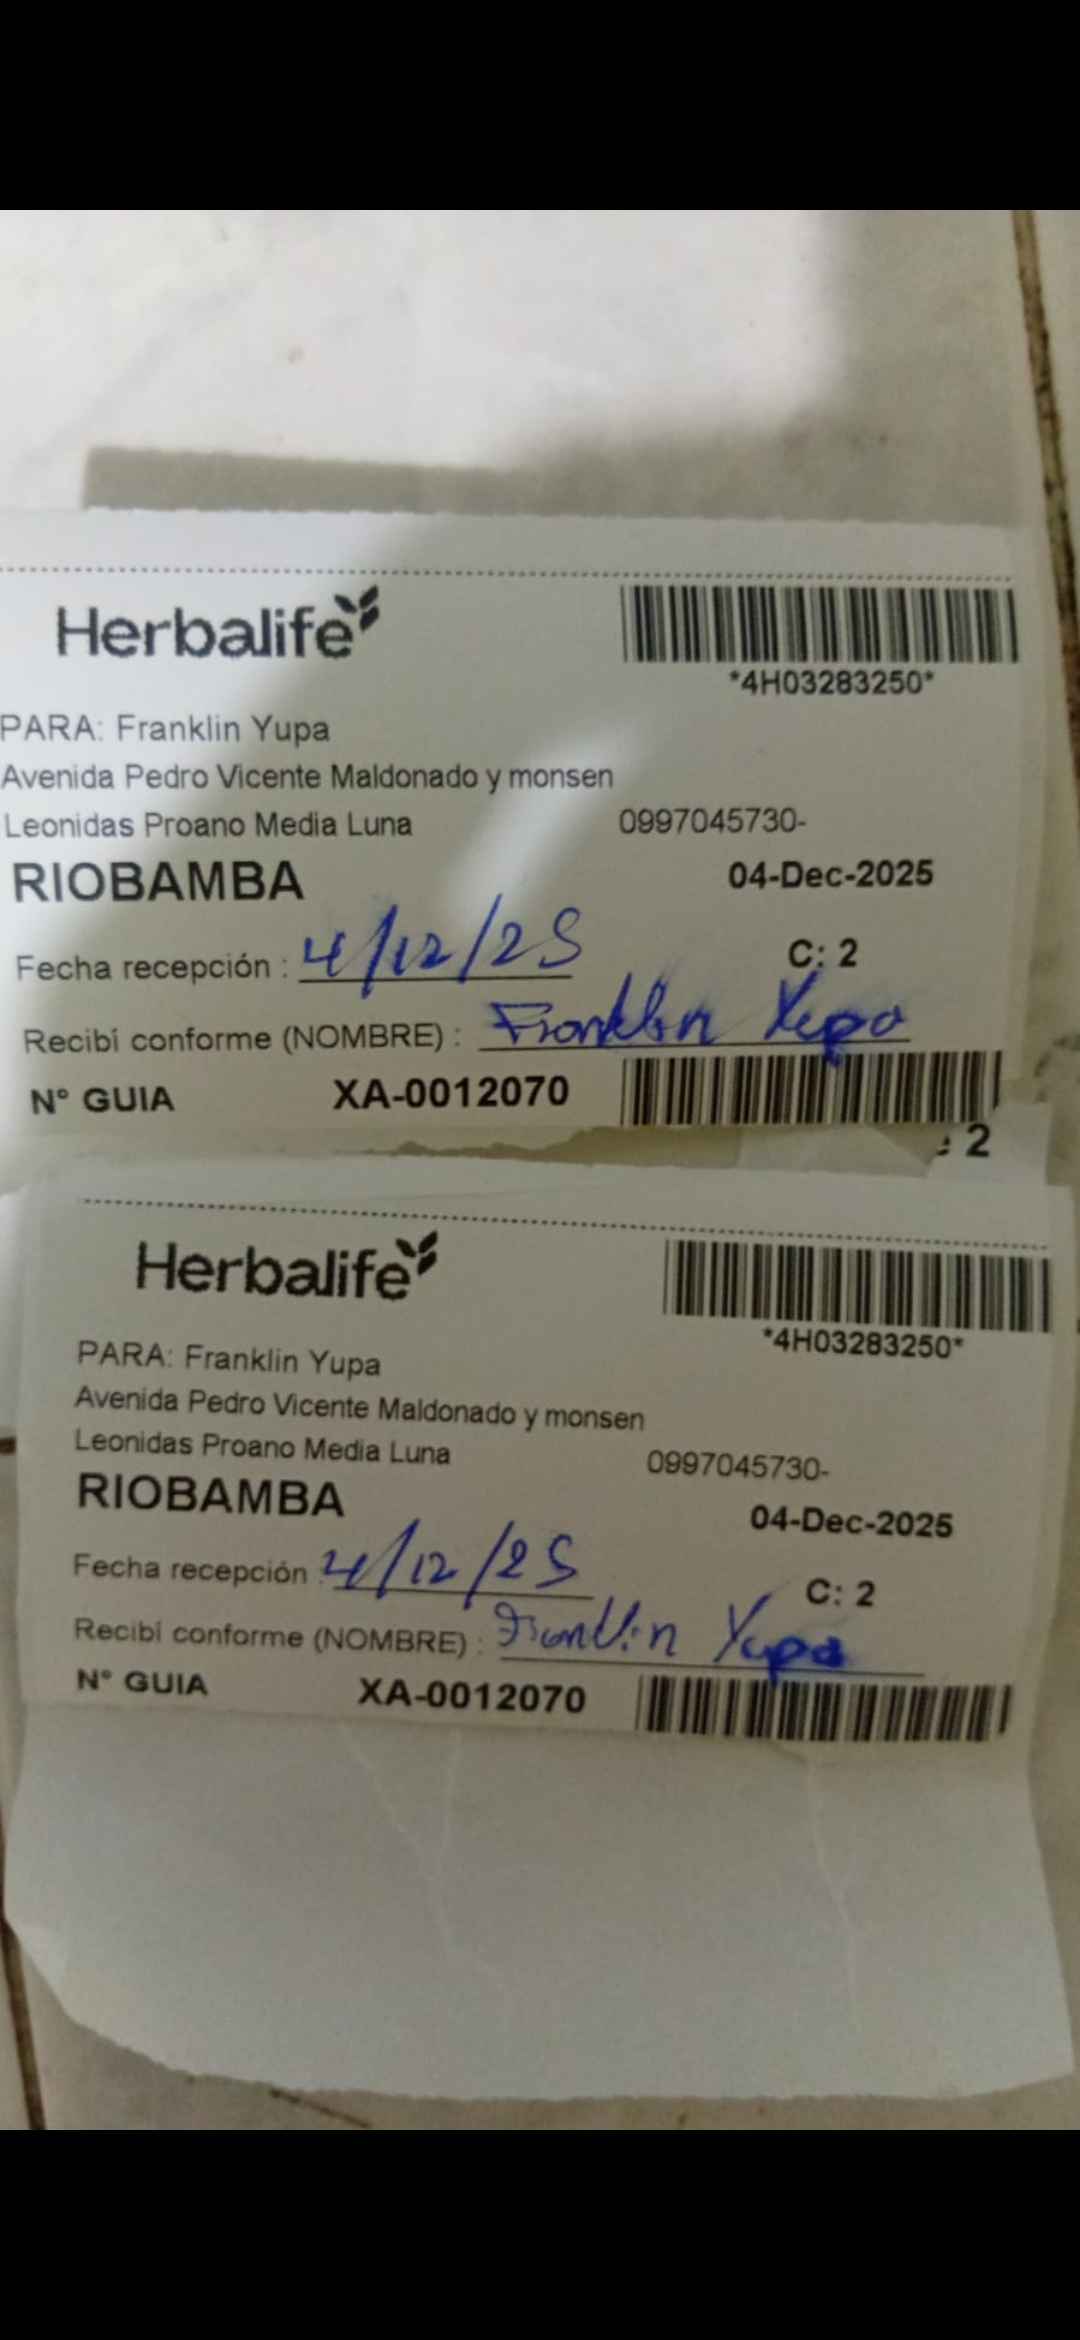 Herbalife
*4H03283250*
PARA: Franklin Yupa
Avenida Pedro Vicente Maldonado y monsen
Leonidas Proano Media Luna 0997045730-
RIOBAMBA 04-Dec-2025
Fecha recepción : 4/12/25 C: 2
Recibí conforme (NOMBRE) : Franklin Yupa
N° GUIA XA-0012070
: 2
Herbalife
*4H03283250*
PARA: Franklin Yupa
Avenida Pedro Vicente Maldonado y monsen
Leonidas Proano Media Luna 0997045730-
RIOBAMBA 04-Dec-2025
Fecha recepción : 4/12/25 C: 2
Recibí conforme (NOMBRE) : Franklin Yupa
N° GUIA XA-0012070